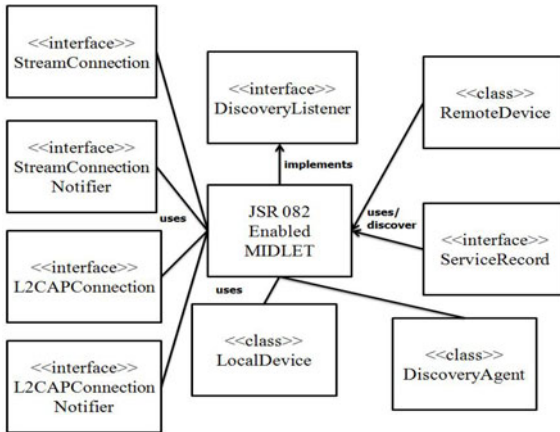 <<interface>>
StreamConnection
<<interface>>
StreamConnection
Notifier
<<interface>>
L2CAPConnection
<<interface>>
L2CAPConnection
Notifier
uses
<<interface>>
DiscoveryListener
implements
JSR 082
Enabled
MIDLET
uses
<<class>>
LocalDevice
<<class>>
RemoteDevice
uses/
discover
<<interface>>
ServiceRecord
<<class>>
DiscoveryAgent